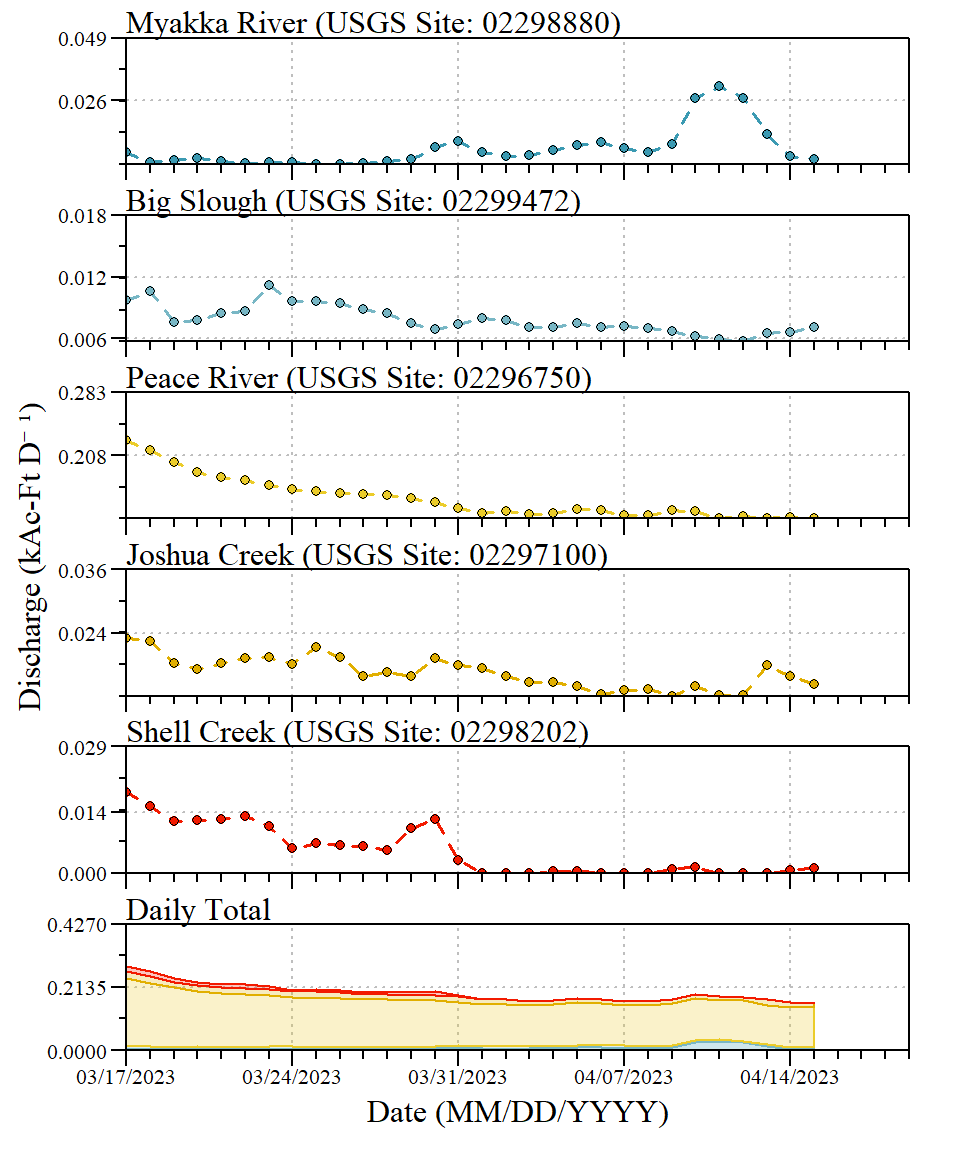 Myakka River (USGS Site: 02298880)
0.049
0.026
Big Slough (USGS Site: 02299472)
0.018
0.012
0.006
Peace River (USGS Site: 02296750)
0.283
0.208
Joshua Creek (USGS Site: 02297100)
0.036
0.024
Shell Creek (USGS Site: 02298202)
0.029
0.014
0.000
Daily Total
0.4270
0.2135
0.0000
Discharge (kAc-Ft D⁻¹)
03/17/2023 03/24/2023 03/31/2023 04/07/2023 04/14/2023
Date (MM/DD/YYYY)